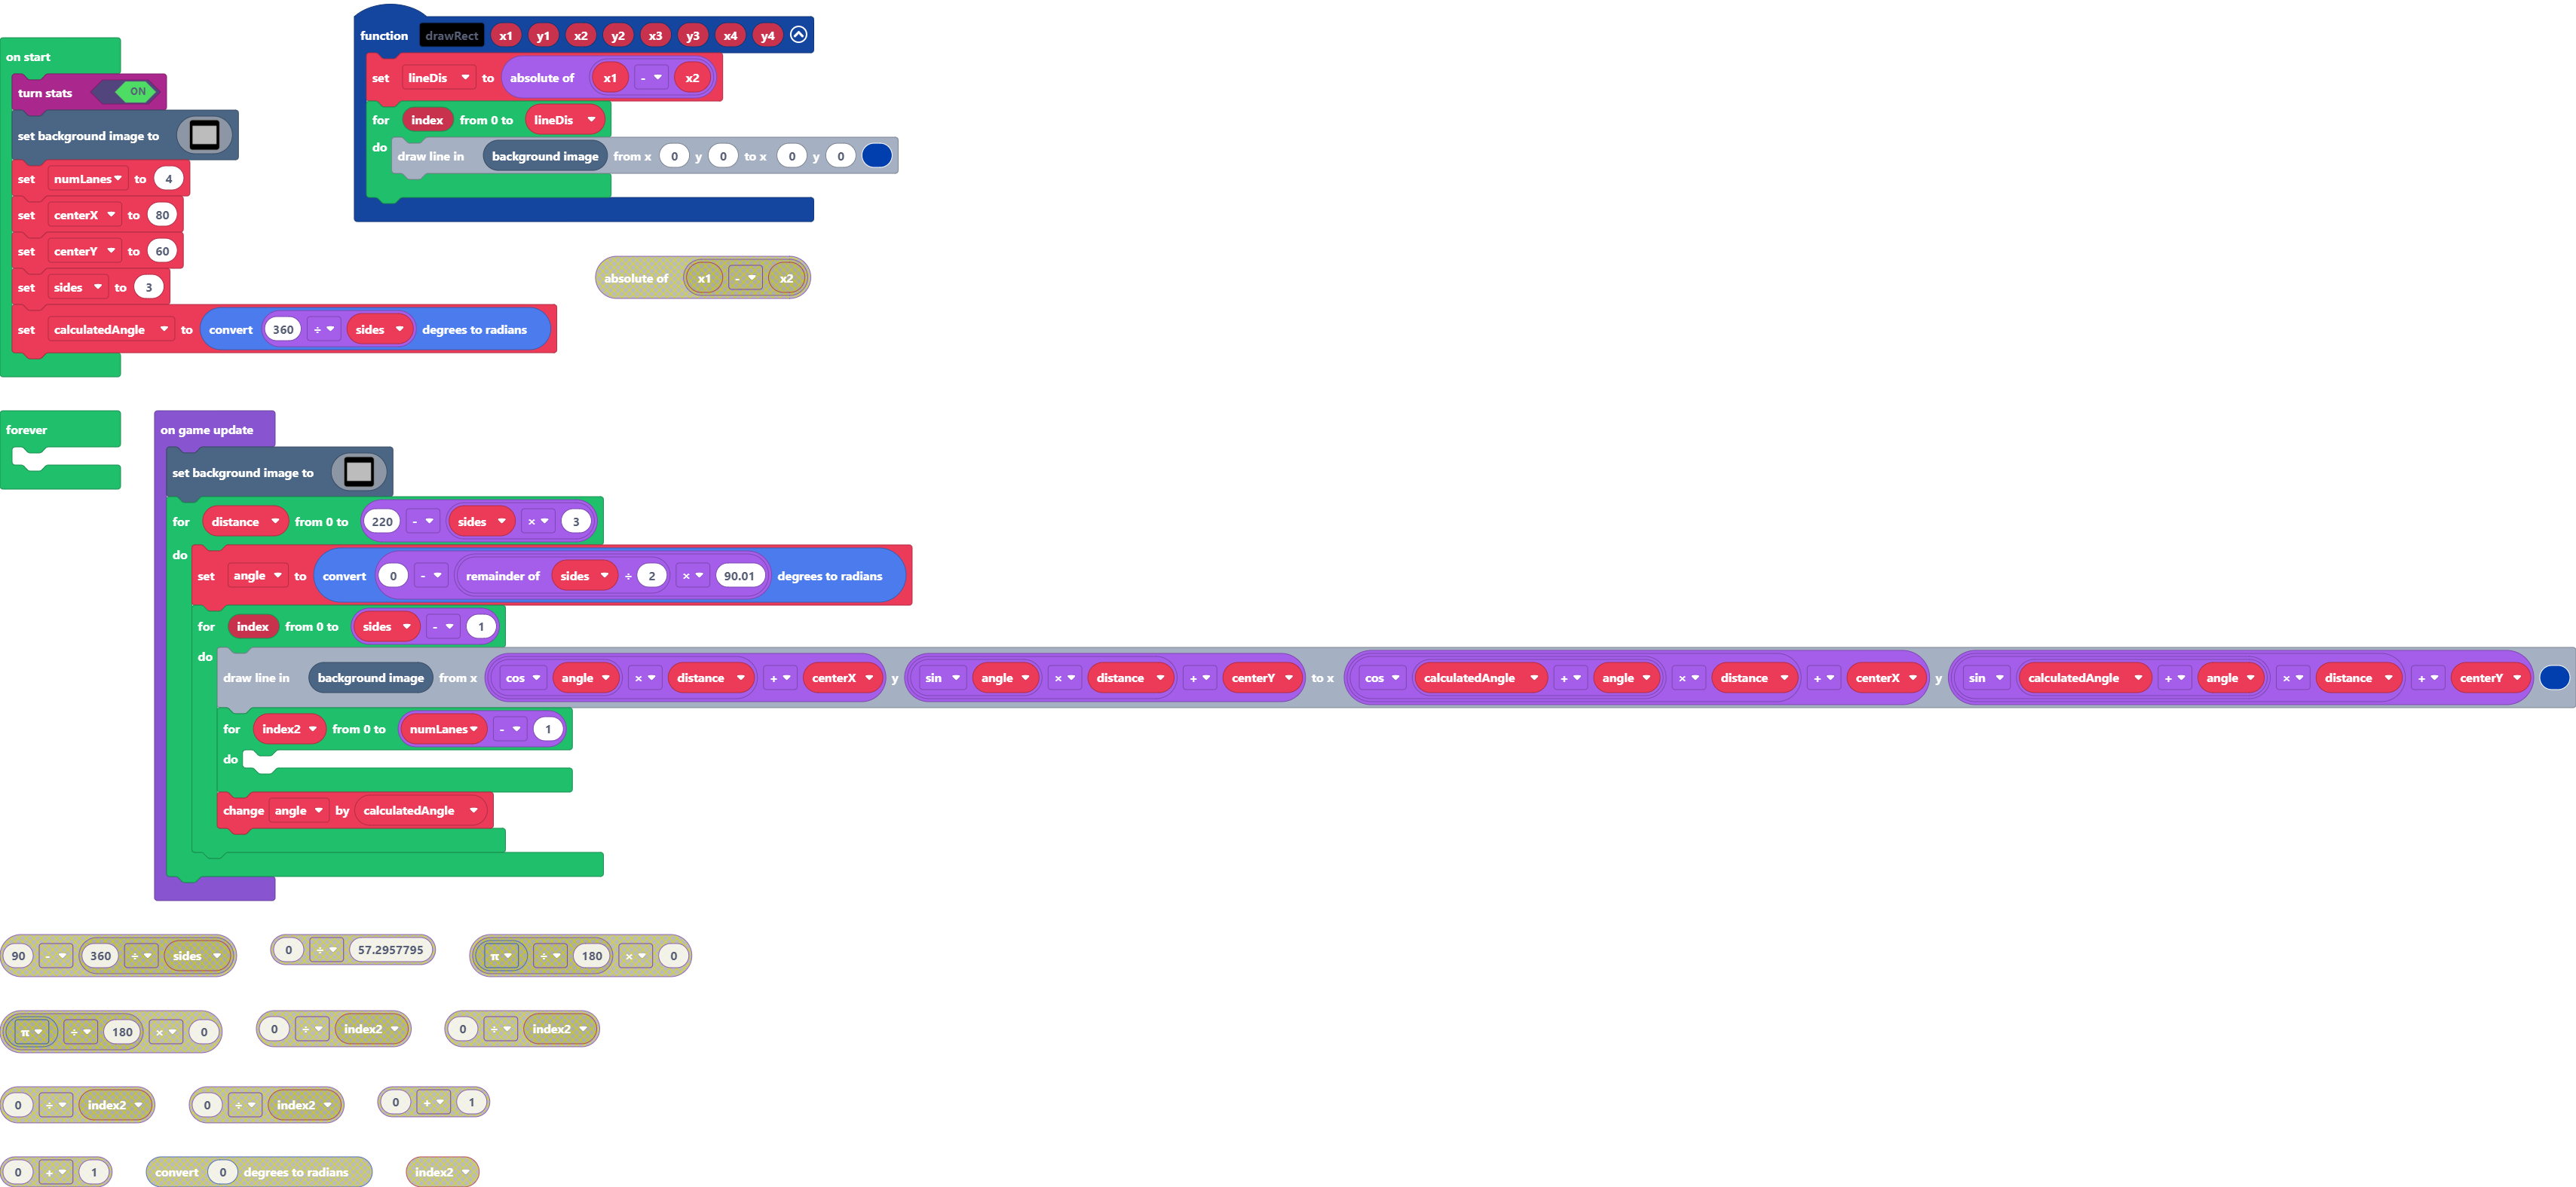 function drawRect x1 y1 x2 y2 x3 y3 x4 y4
set lineDis to absolute of x1 - x2
for index from 0 to lineDis
do draw line in background image from x 0 y 0 to x 0 y 0
on start
turn stats ON
set background image to
set numLanes to 4
set centerX to 80
set centerY to 60
set sides to 3
set calculatedAngle to convert 360 ÷ sides degrees to radians
absolute of x1 - x2
forever
on game update
set background image to
for distance from 0 to 220 - sides × 3
do set angle to convert 0 - remainder of sides ÷ 2 × 90.01 degrees to radians
for index from 0 to sides - 1
do draw line in background image from x cos angle × distance + centerX y sin angle × distance + centerY to x cos calculatedAngle + angle × distance + centerX y sin calculatedAngle + angle × distance + centerY
for index2 from 0 to numLanes - 1
do
change angle by calculatedAngle
90 - 360 ÷ sides
0 ÷ 57.2957795
π ÷ 180 × 0
π ÷ 180 × 0
0 ÷ index2
0 ÷ index2
0 ÷ index2
0 ÷ index2
0 + 1
0 + 1
convert 0 degrees to radians
index2